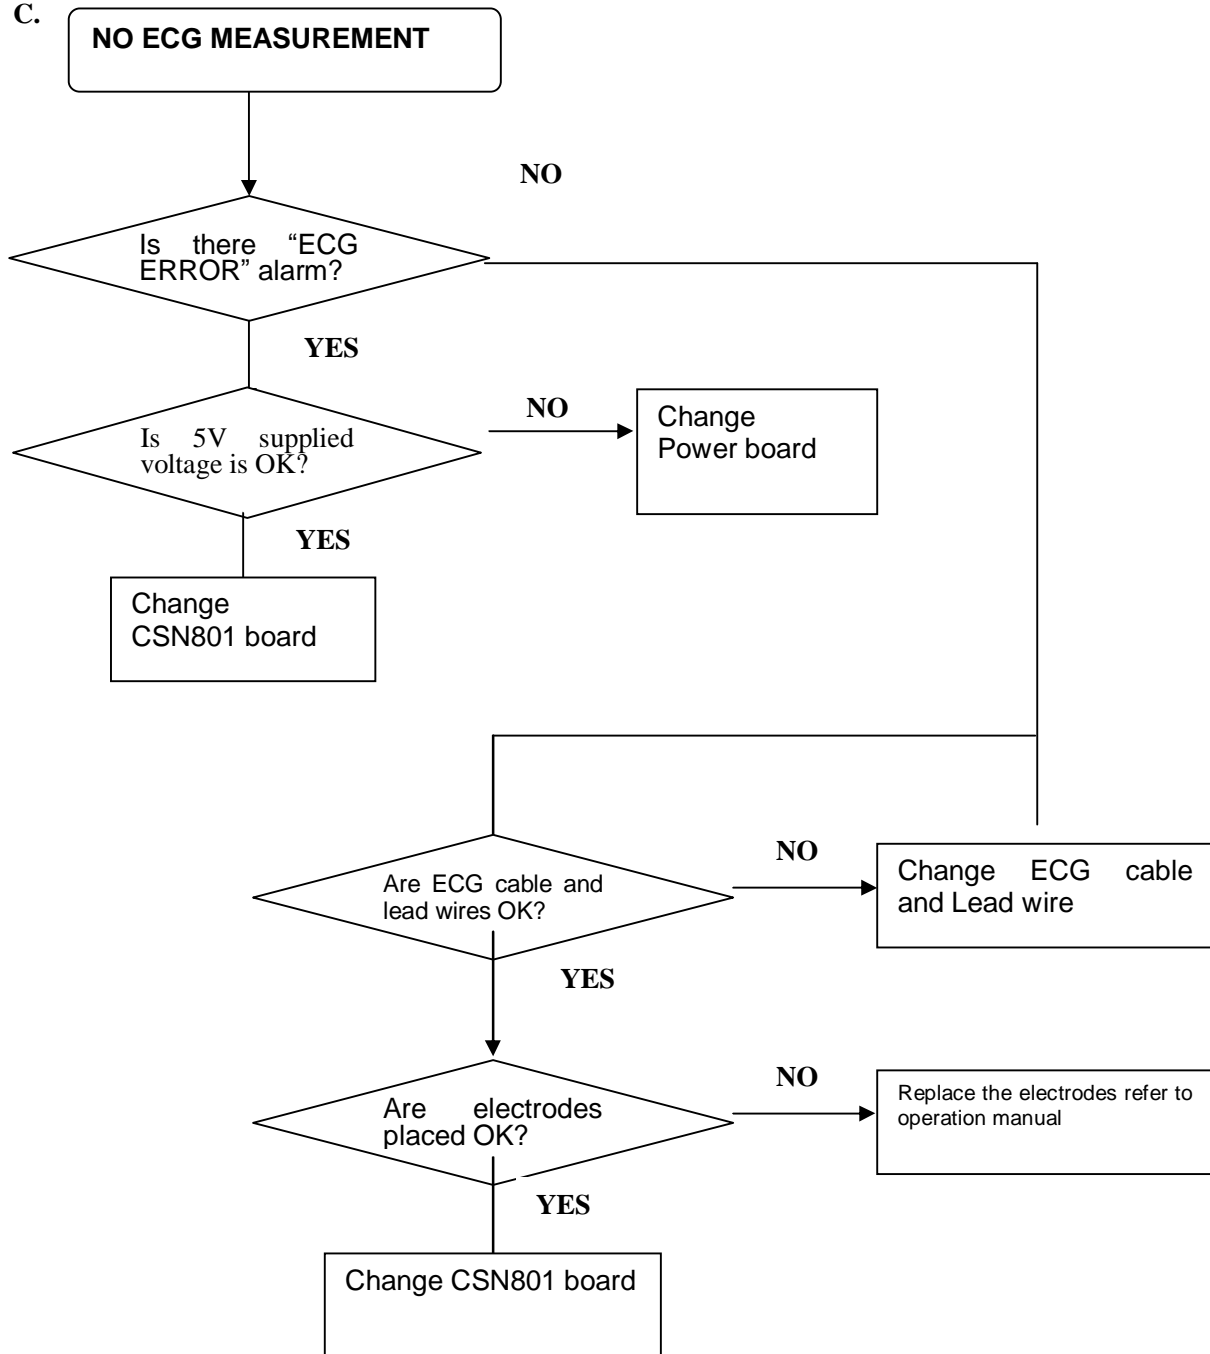 C.
NO ECG MEASUREMENT
NO
Is there “ECG
ERROR” alarm?
YES
Is 5V supplied
voltage is OK?
NO
Change
Power board
YES
Change
CSN801 board
Are ECG cable and
lead wires OK?
NO
Change ECG cable
and Lead wire
YES
Are electrodes
placed OK?
NO
Replace the electrodes refer to
operation manual
YES
Change CSN801 board